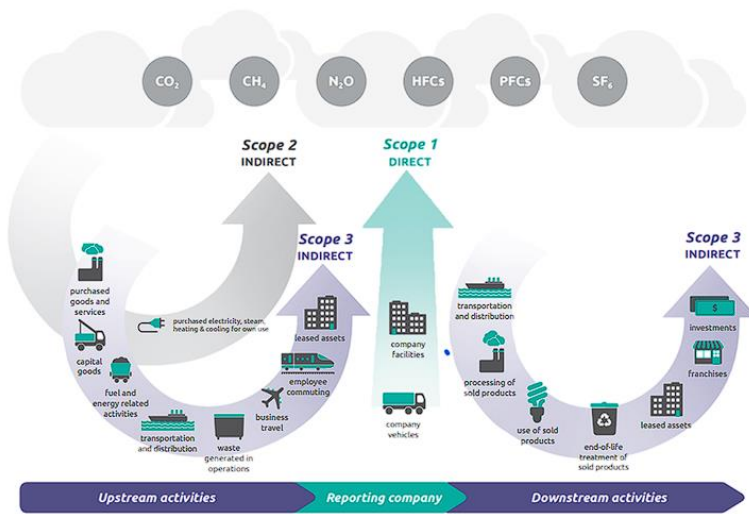 CO₂
CH₄
N₂O
HFCs
PFCs
SF₆
Scope 2
INDIRECT
Scope 1
DIRECT
Scope 3
INDIRECT
Scope 3
INDIRECT
purchased
goods and
services
capital
goods
fuel and
energy related
activities
transportation
and distribution
waste
generated in
operations
business
travel
employee
commuting
leased assets
purchased electricity, steam,
heating & cooling for own use
company
facilities
company
vehicles
transportation
and distribution
processing of
sold products
use of sold
products
end-of-life
treatment of
sold products
leased assets
franchises
investments
$
Upstream activities
Reporting company
Downstream activities